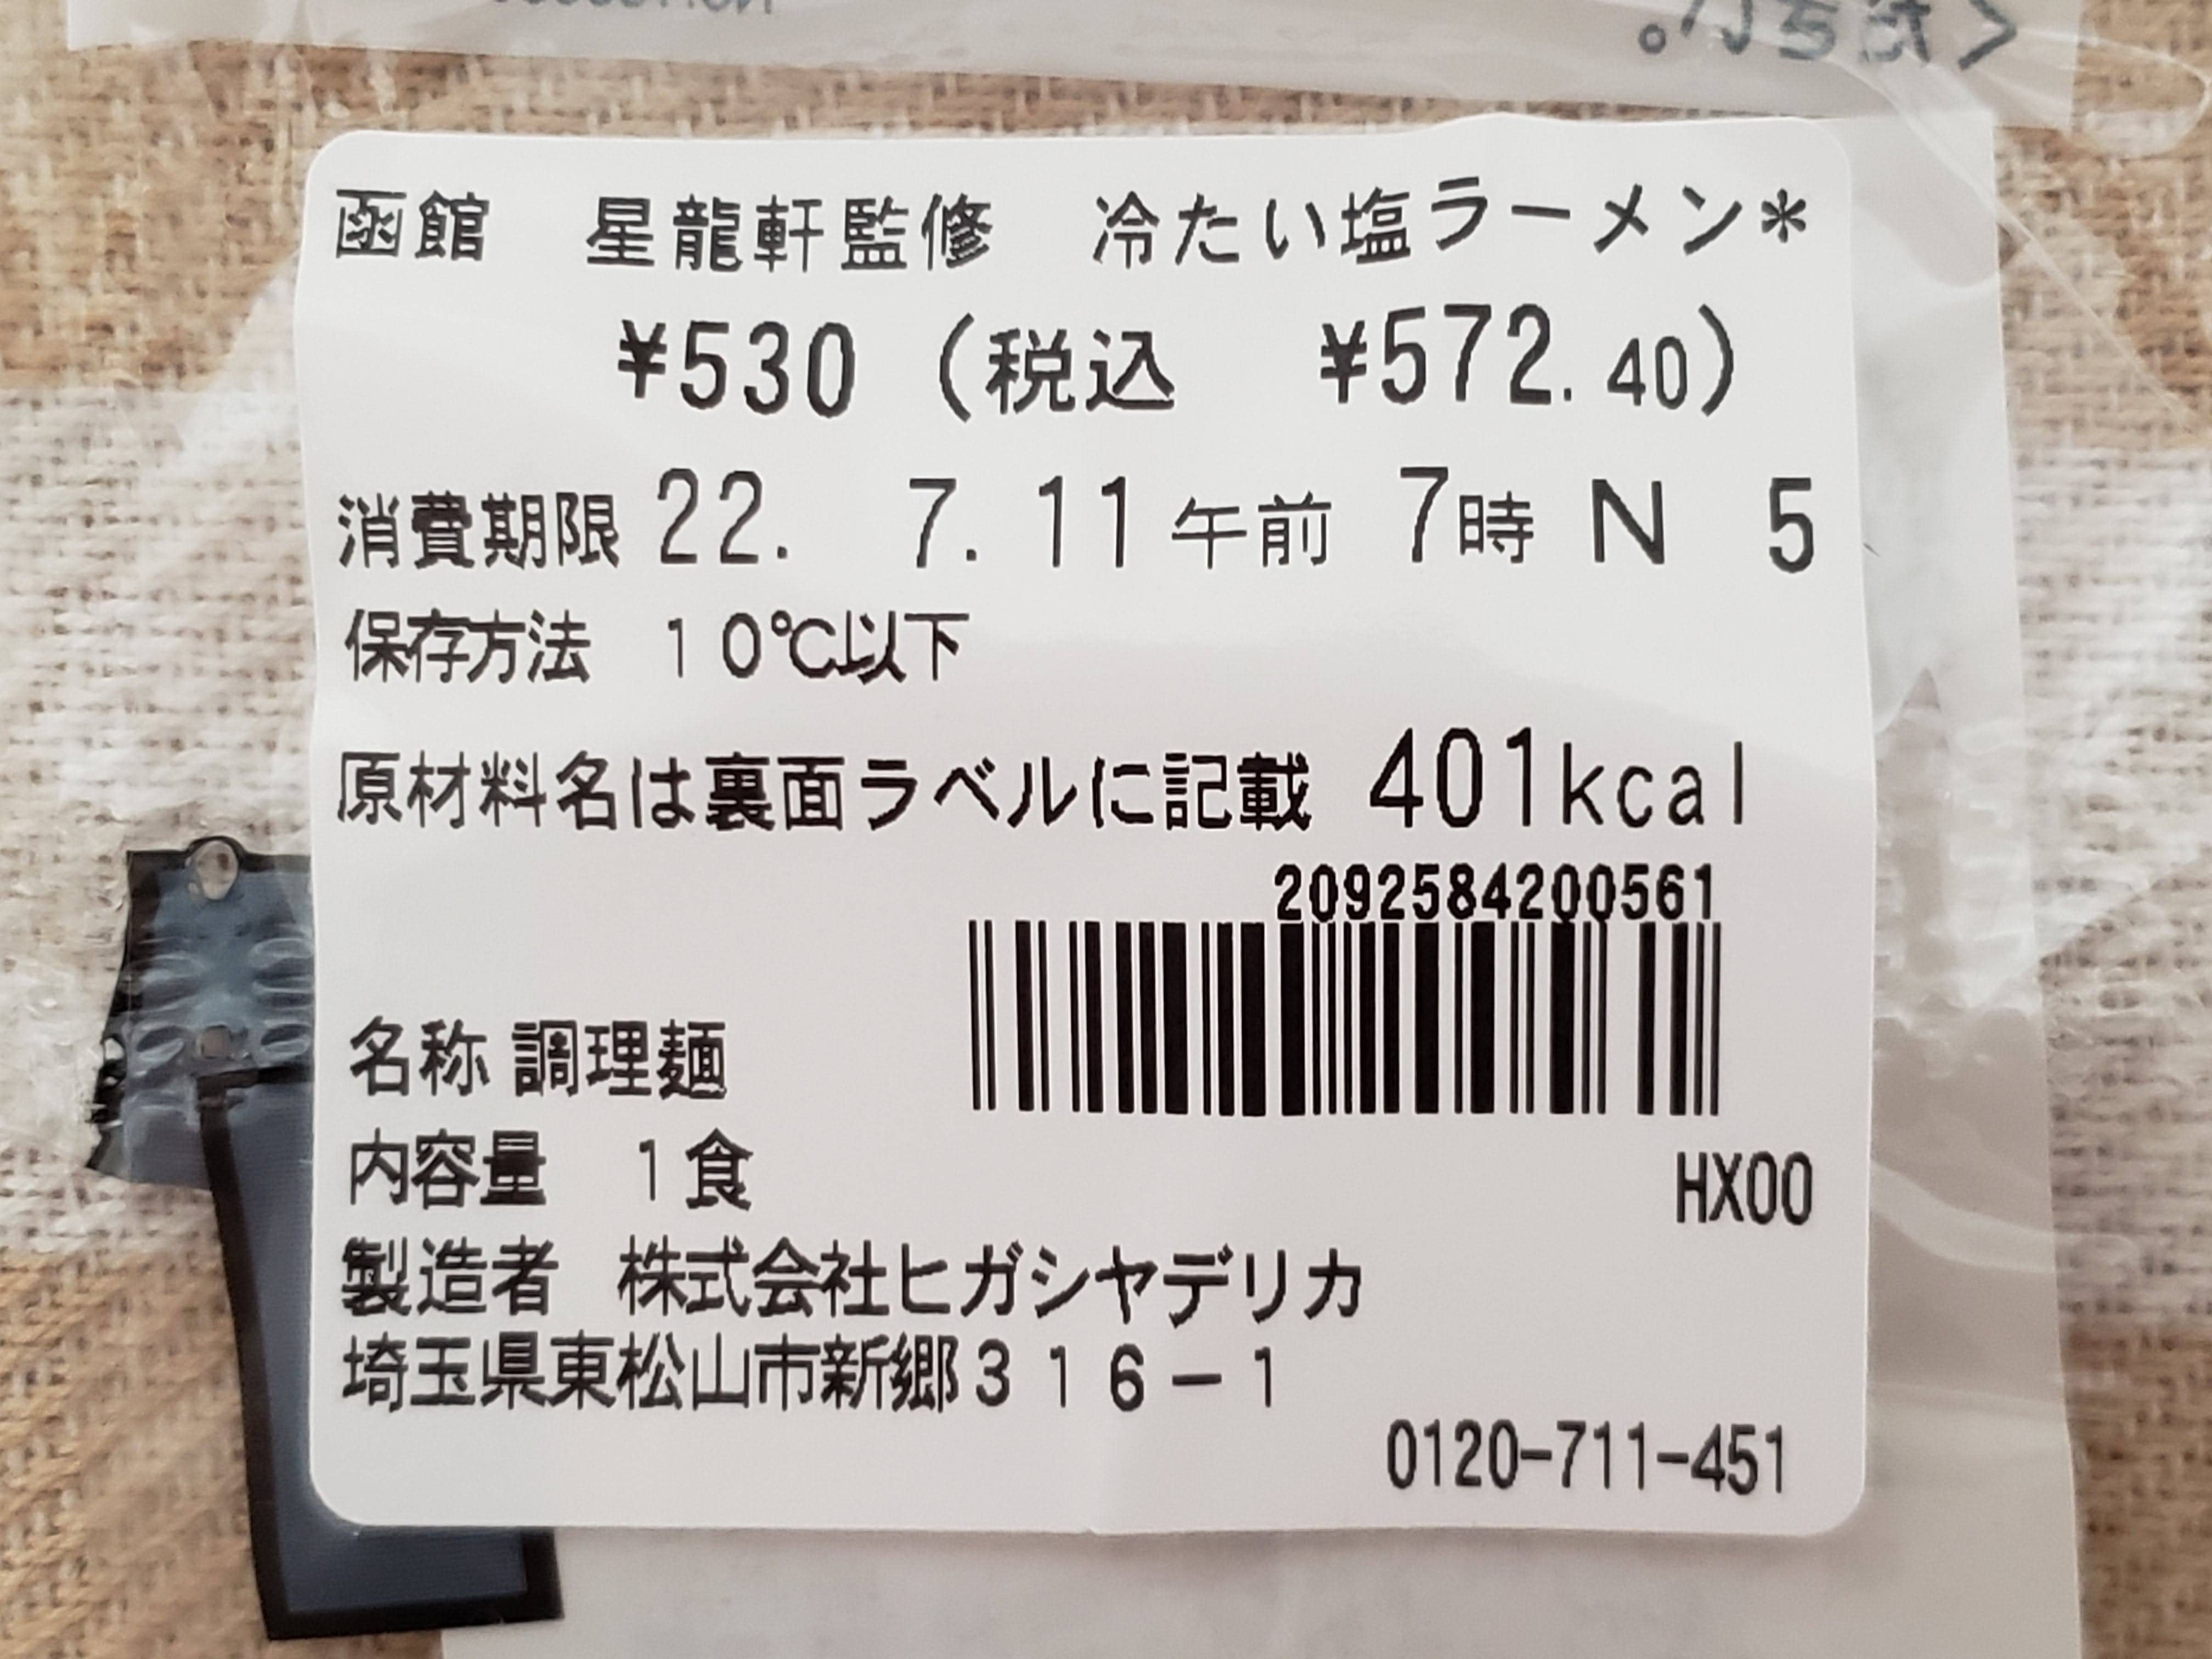 函館　星龍軒監修　冷たい塩ラーメン*
¥530（税込　¥572.40）
消費期限 22. 7. 11 午前 7時 N 5
保存方法　10℃以下
原材料名は裏面ラベルに記載 401kcal
2092584200561
名称 調理麺
内容量　1食
HX00
製造者　株式会社ヒガシヤデリカ
埼玉県東松山市新郷316-1
0120-711-451